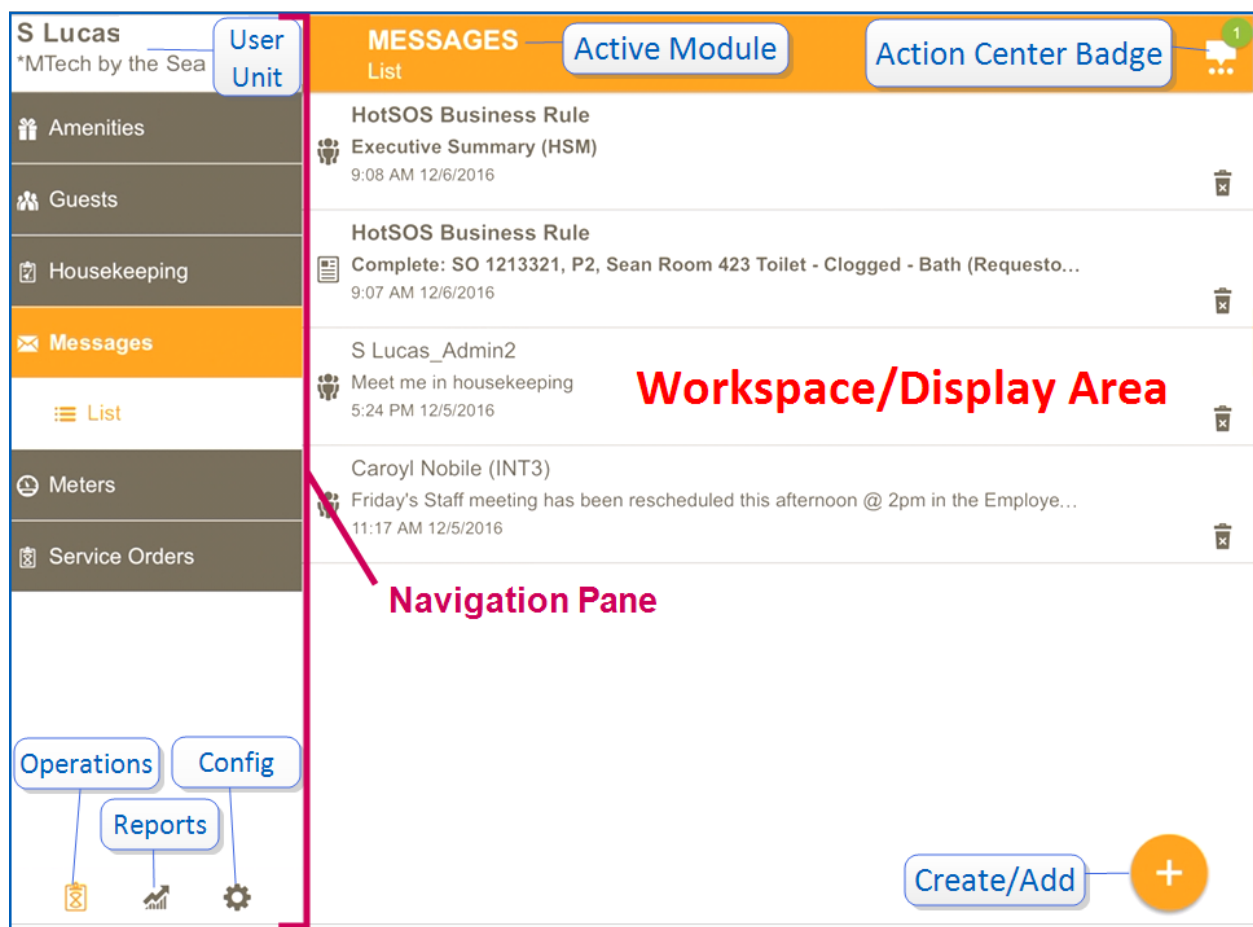 S Lucas
*MTech by the Sea
User
Unit
MESSAGES
List
Active Module
Action Center Badge
1
Amenities
Guests
Housekeeping
Messages
List
Meters
Service Orders
HotSOS Business Rule
Executive Summary (HSM)
9:08 AM 12/6/2016
HotSOS Business Rule
Complete: SO 1213321, P2, Sean Room 423 Toilet - Clogged - Bath (Requesto...
9:07 AM 12/6/2016
S Lucas_Admin2
Meet me in housekeeping
5:24 PM 12/5/2016
Workspace/Display Area
Caroyl Nobile (INT3)
Friday's Staff meeting has been rescheduled this afternoon @ 2pm in the Employe...
11:17 AM 12/5/2016
Navigation Pane
Operations
Config
Reports
Create/Add